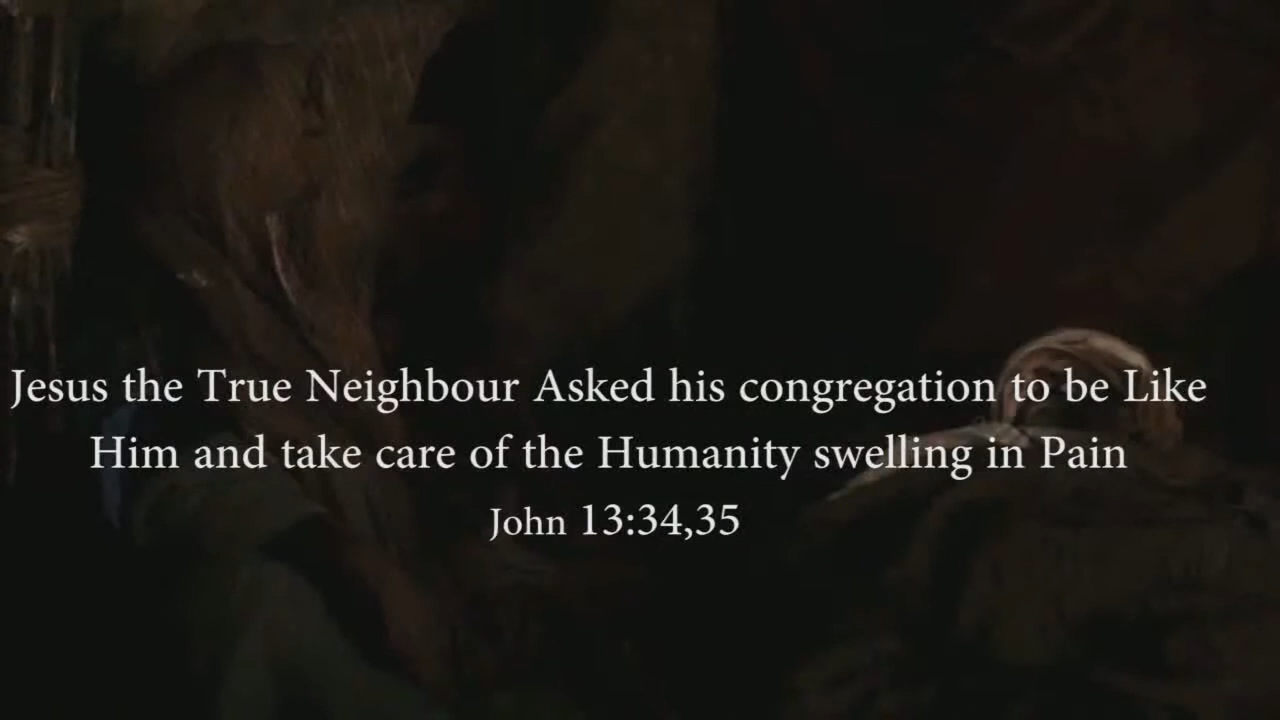 Jesus the True Neighbour Asked his congregation to be Like
Him and take care of the Humanity swelling in Pain
John 13:34,35